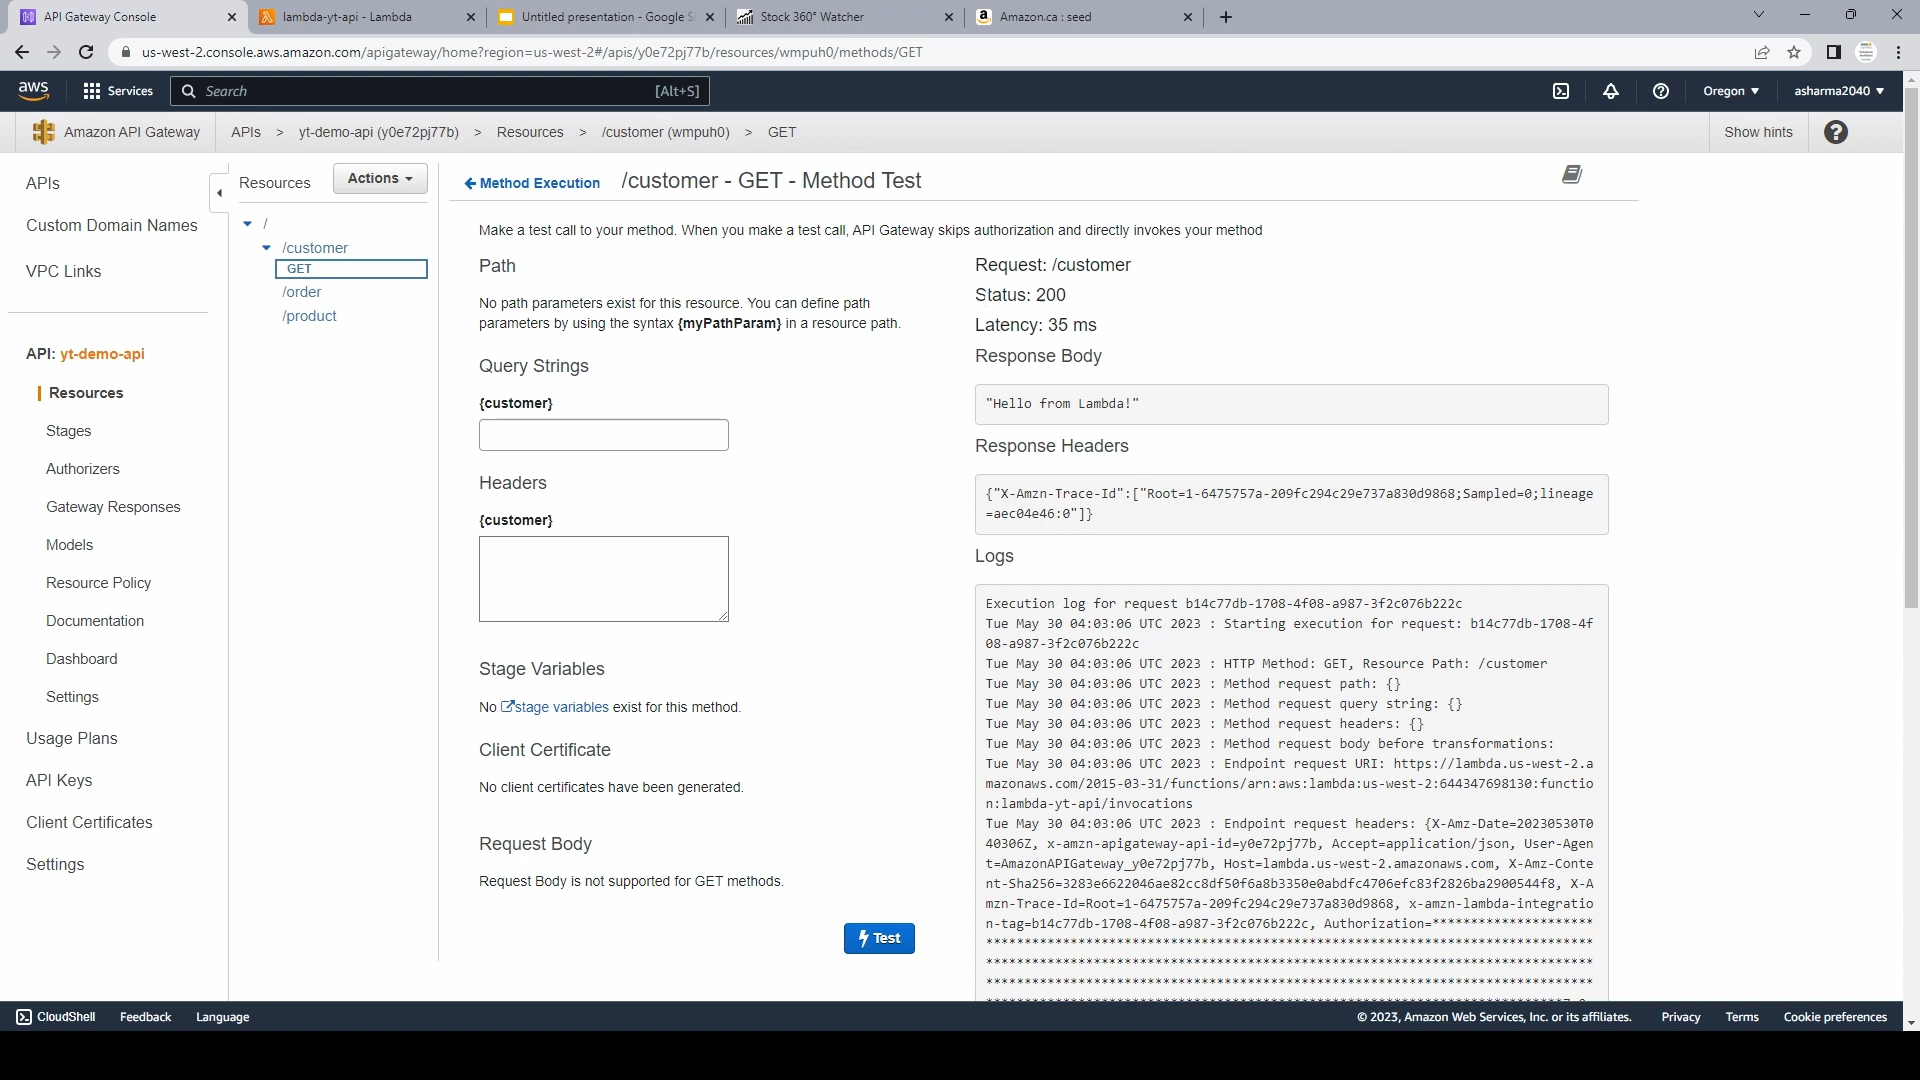 API Gateway Console
lambda-yt-api - Lambda
Untitled presentation - Google Sl
Stock 360° Watcher
Amazon.ca : seed
us-west-2.console.aws.amazon.com/apigateway/home?region=us-west-2#/apis/y0e72pj77b/resources/wmpuh0/methods/GET
aws
Services
Search
[Alt+S]
Oregon
asharma2040
Amazon API Gateway
APIs > yt-demo-api (y0e72pj77b) > Resources > /customer (wmpuh0) > GET
Show hints
APIs
Custom Domain Names
VPC Links
API: yt-demo-api
Resources
Stages
Authorizers
Gateway Responses
Models
Resource Policy
Documentation
Dashboard
Settings
Usage Plans
API Keys
Client Certificates
Settings
Resources
Actions
/
/customer
GET
/order
/product
Method Execution
/customer - GET - Method Test
Make a test call to your method. When you make a test call, API Gateway skips authorization and directly invokes your method
Path
No path parameters exist for this resource. You can define path
parameters by using the syntax {myPathParam} in a resource path.
Query Strings
{customer}
Headers
{customer}
Stage Variables
No stage variables exist for this method.
Client Certificate
No client certificates have been generated.
Request Body
Request Body is not supported for GET methods.
Test
Request: /customer
Status: 200
Latency: 35 ms
Response Body
"Hello from Lambda!"
Response Headers
{"X-Amzn-Trace-Id":["Root=1-6475757a-209fc294c29e737a830d9868;Sampled=0;lineage
=aec04e46:0"]}
Logs
Execution log for request b14c77db-1708-4f08-a987-3f2c076b222c
Tue May 30 04:03:06 UTC 2023 : Starting execution for request: b14c77db-1708-4f
08-a987-3f2c076b222c
Tue May 30 04:03:06 UTC 2023 : HTTP Method: GET, Resource Path: /customer
Tue May 30 04:03:06 UTC 2023 : Method request path: {}
Tue May 30 04:03:06 UTC 2023 : Method request query string: {}
Tue May 30 04:03:06 UTC 2023 : Method request headers: {}
Tue May 30 04:03:06 UTC 2023 : Method request body before transformations:
Tue May 30 04:03:06 UTC 2023 : Endpoint request URI: https://lambda.us-west-2.a
mazonaws.com/2015-03-31/functions/arn:aws:lambda:us-west-2:644347698130:functio
n:lambda-yt-api/invocations
Tue May 30 04:03:06 UTC 2023 : Endpoint request headers: {X-Amz-Date=20230530T0
40306Z, x-amzn-apigateway-api-id=y0e72pj77b, Accept=application/json, User-Agen
t=AmazonAPIGateway_y0e72pj77b, Host=lambda.us-west-2.amazonaws.com, X-Amz-Conte
nt-Sha256=3283e6622046ae82cc8df50f6a8b3350e0abdfc4706efc83f2826ba2900544f8, X-A
mzn-Trace-Id=Root=1-6475757a-209fc294c29e737a830d9868, x-amzn-lambda-integratio
n-tag=b14c77db-1708-4f08-a987-3f2c076b222c, Authorization=*********************
*******************************************************************************
*******************************************************************************
*******************************************************************************
CloudShell
Feedback
Language
© 2023, Amazon Web Services, Inc. or its affiliates.
Privacy
Terms
Cookie preferences